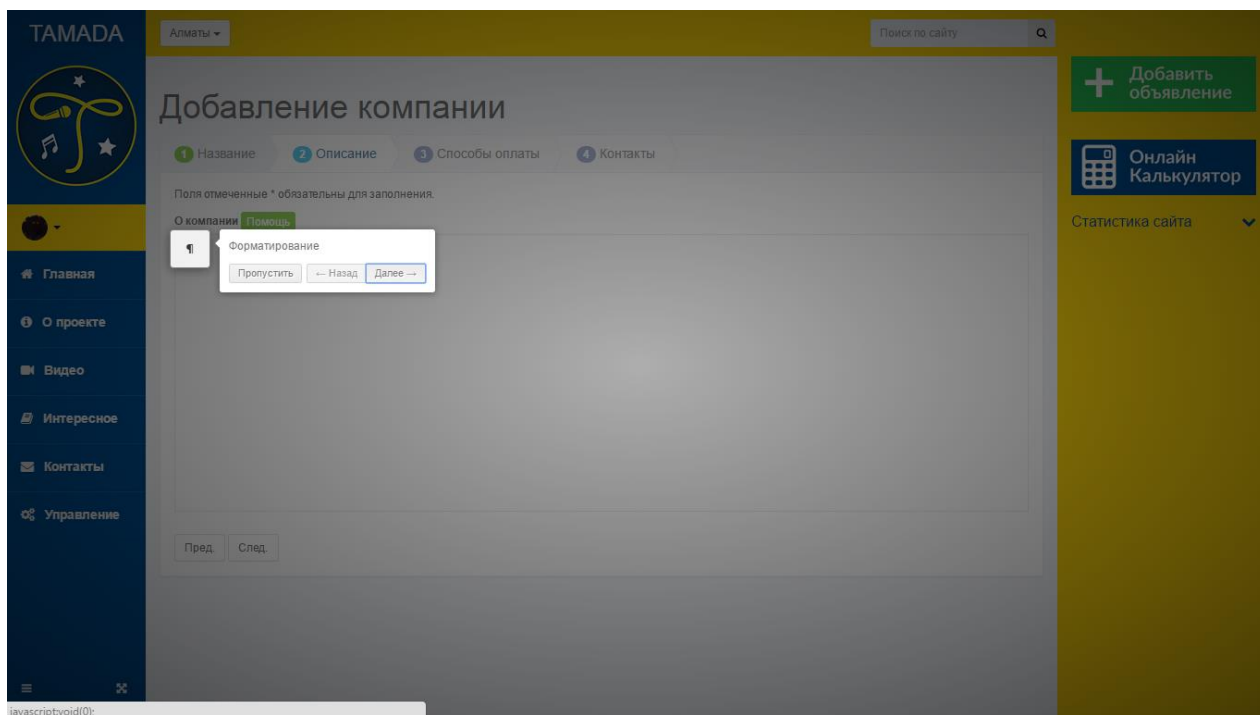 TAMADA
Алматы
Поиск по сайту
Добавить
объявление
Добавление компании
1 Название 2 Описание 3 Способы оплаты 4 Контакты
Онлайн
Калькулятор
Поля отмеченные * обязательны для заполнения.
О компании Помощь
Статистика сайта
¶ Форматирование
Пропустить ← Назад Далее →
Главная
О проекте
Видео
Интересное
Контакты
Управление
Пред. След.
javascript:void(0);